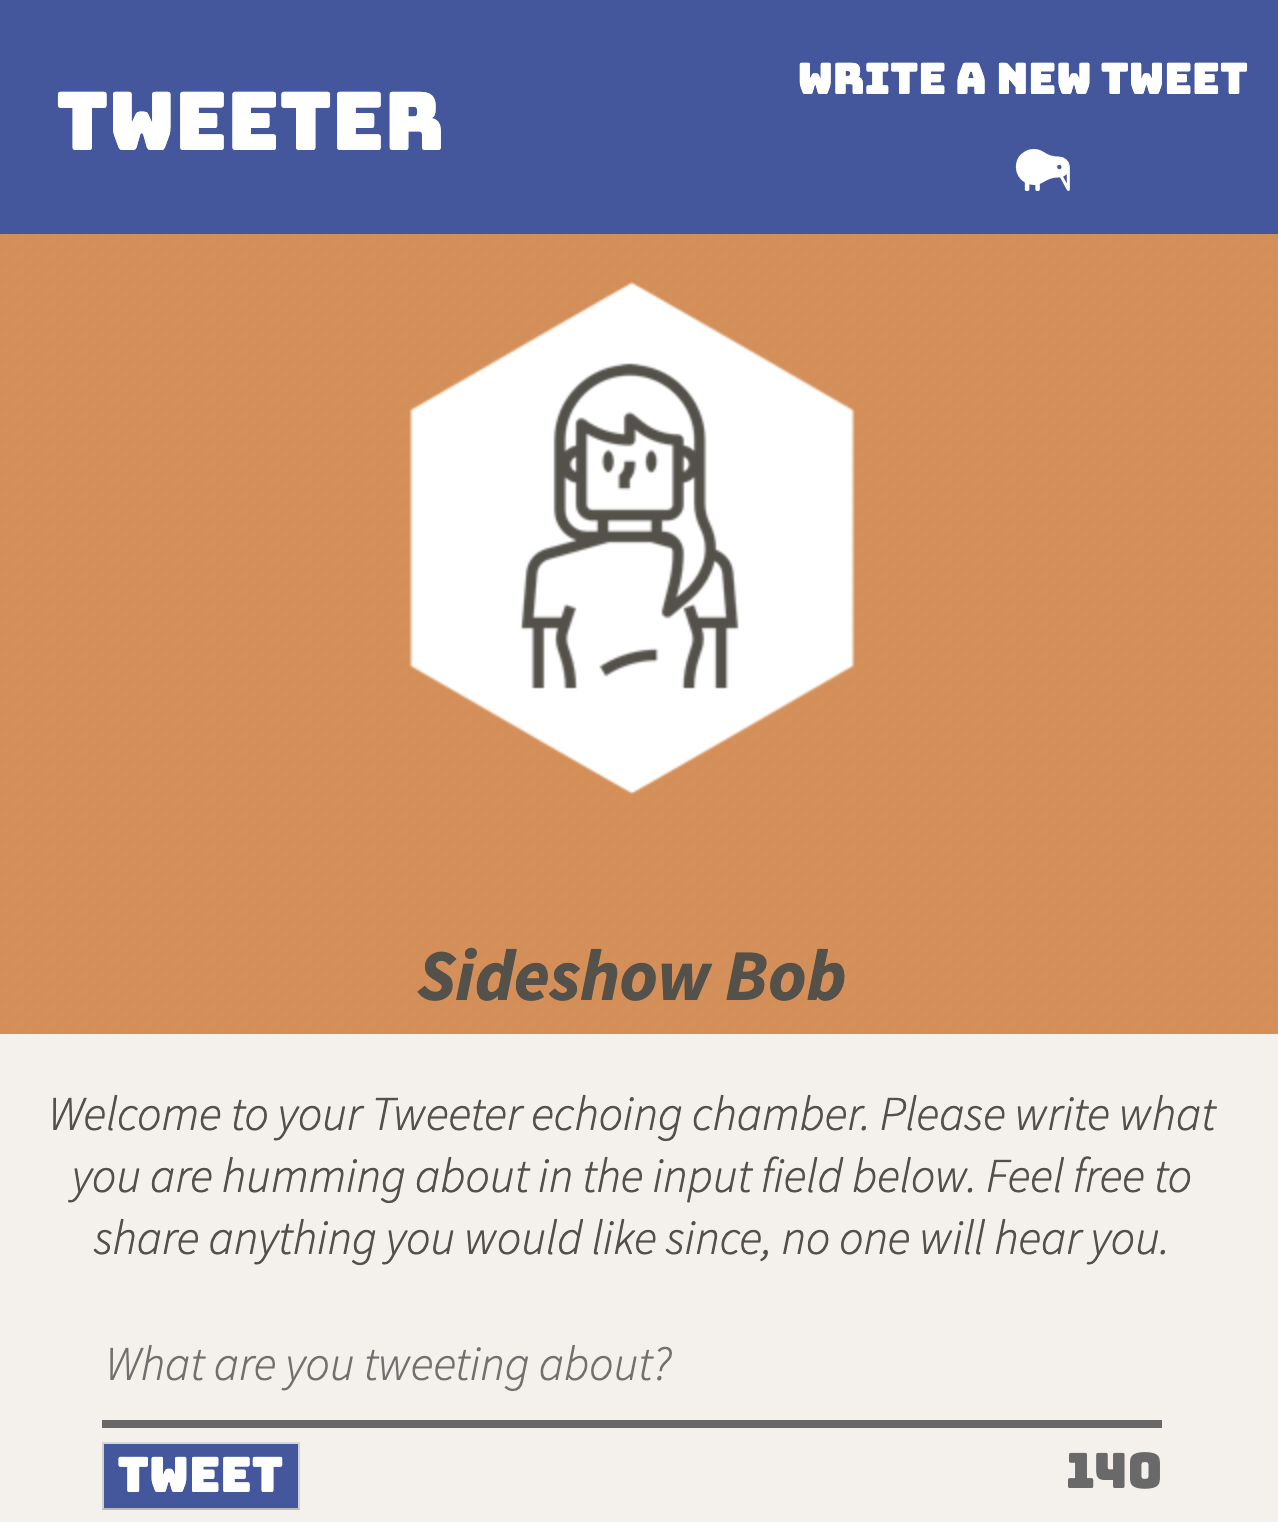 TWEETER
WRITE A NEW TWEET
Sideshow Bob
Welcome to your Tweeter echoing chamber. Please write what
you are humming about in the input field below. Feel free to
share anything you would like since, no one will hear you.
What are you tweeting about?
TWEET
140